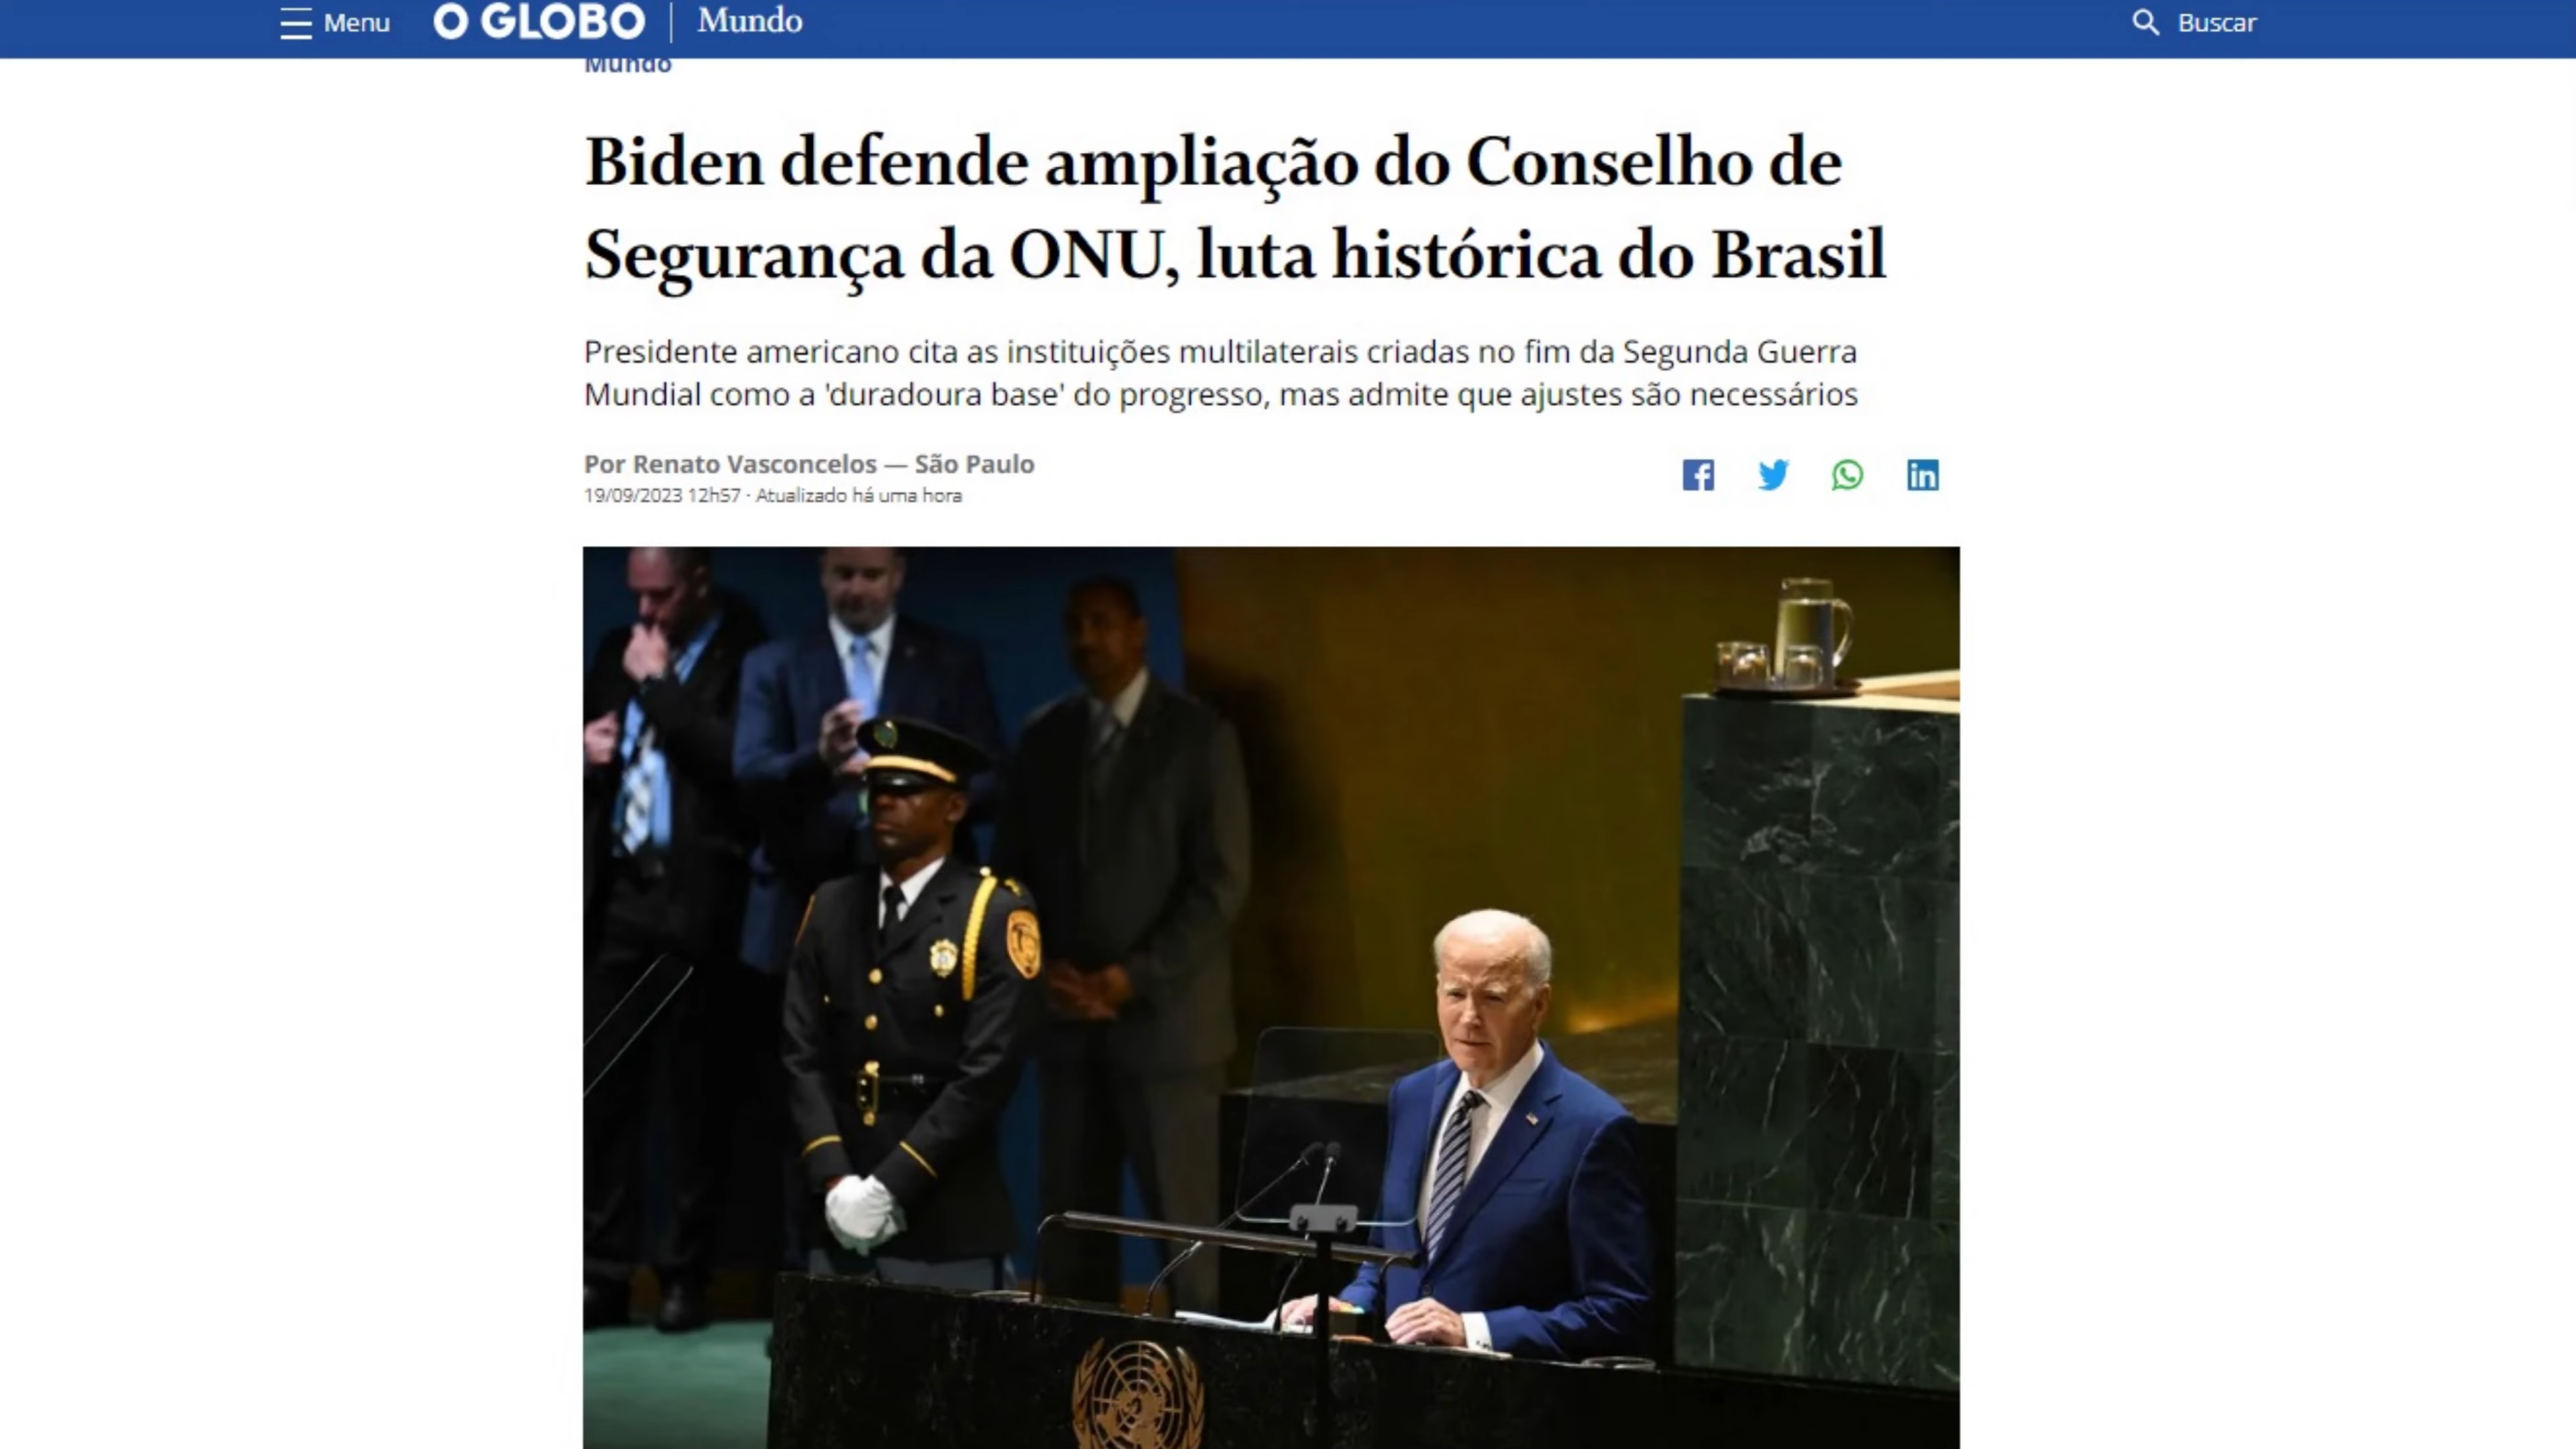 Menu
O GLOBO
Mundo
Buscar
Mundo
Biden defende ampliação do Conselho de
Segurança da ONU, luta histórica do Brasil
Presidente americano cita as instituições multilaterais criadas no fim da Segunda Guerra
Mundial como a 'duradoura base' do progresso, mas admite que ajustes são necessários
Por Renato Vasconcelos — São Paulo
19/09/2023 12h57 · Atualizado há uma hora